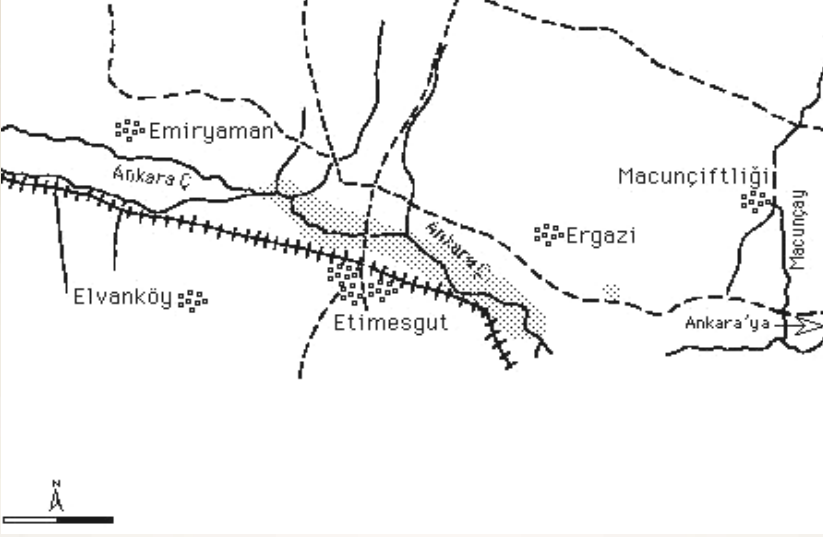 Emiryaman
Ankara Ç
Macunçiftliği
Macunçay
Ankara Ç
Ergazi
Elvanköy
Etimesgut
Ankara'ya
N